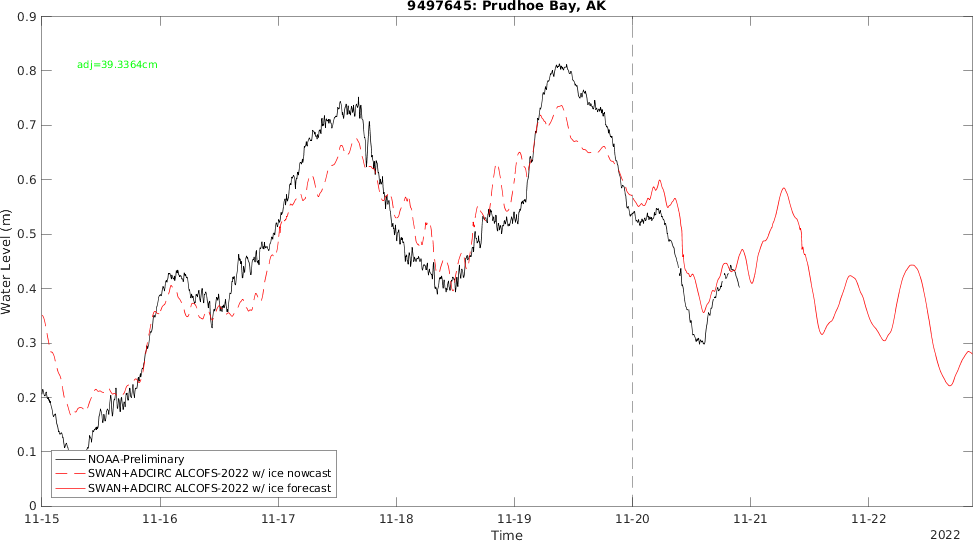 9497645: Prudhoe Bay, AK
0.9
0.8
0.7
0.6
0.5
0.4
0.3
0.2
0.1
0
Water Level (m)
adj=39.3364cm
NOAA-Preliminary
SWAN+ADCIRC ALCOFS-2022 w/ ice nowcast
SWAN+ADCIRC ALCOFS-2022 w/ ice forecast
11-15 11-16 11-17 11-18 11-19 11-20 11-21 11-22
Time
2022